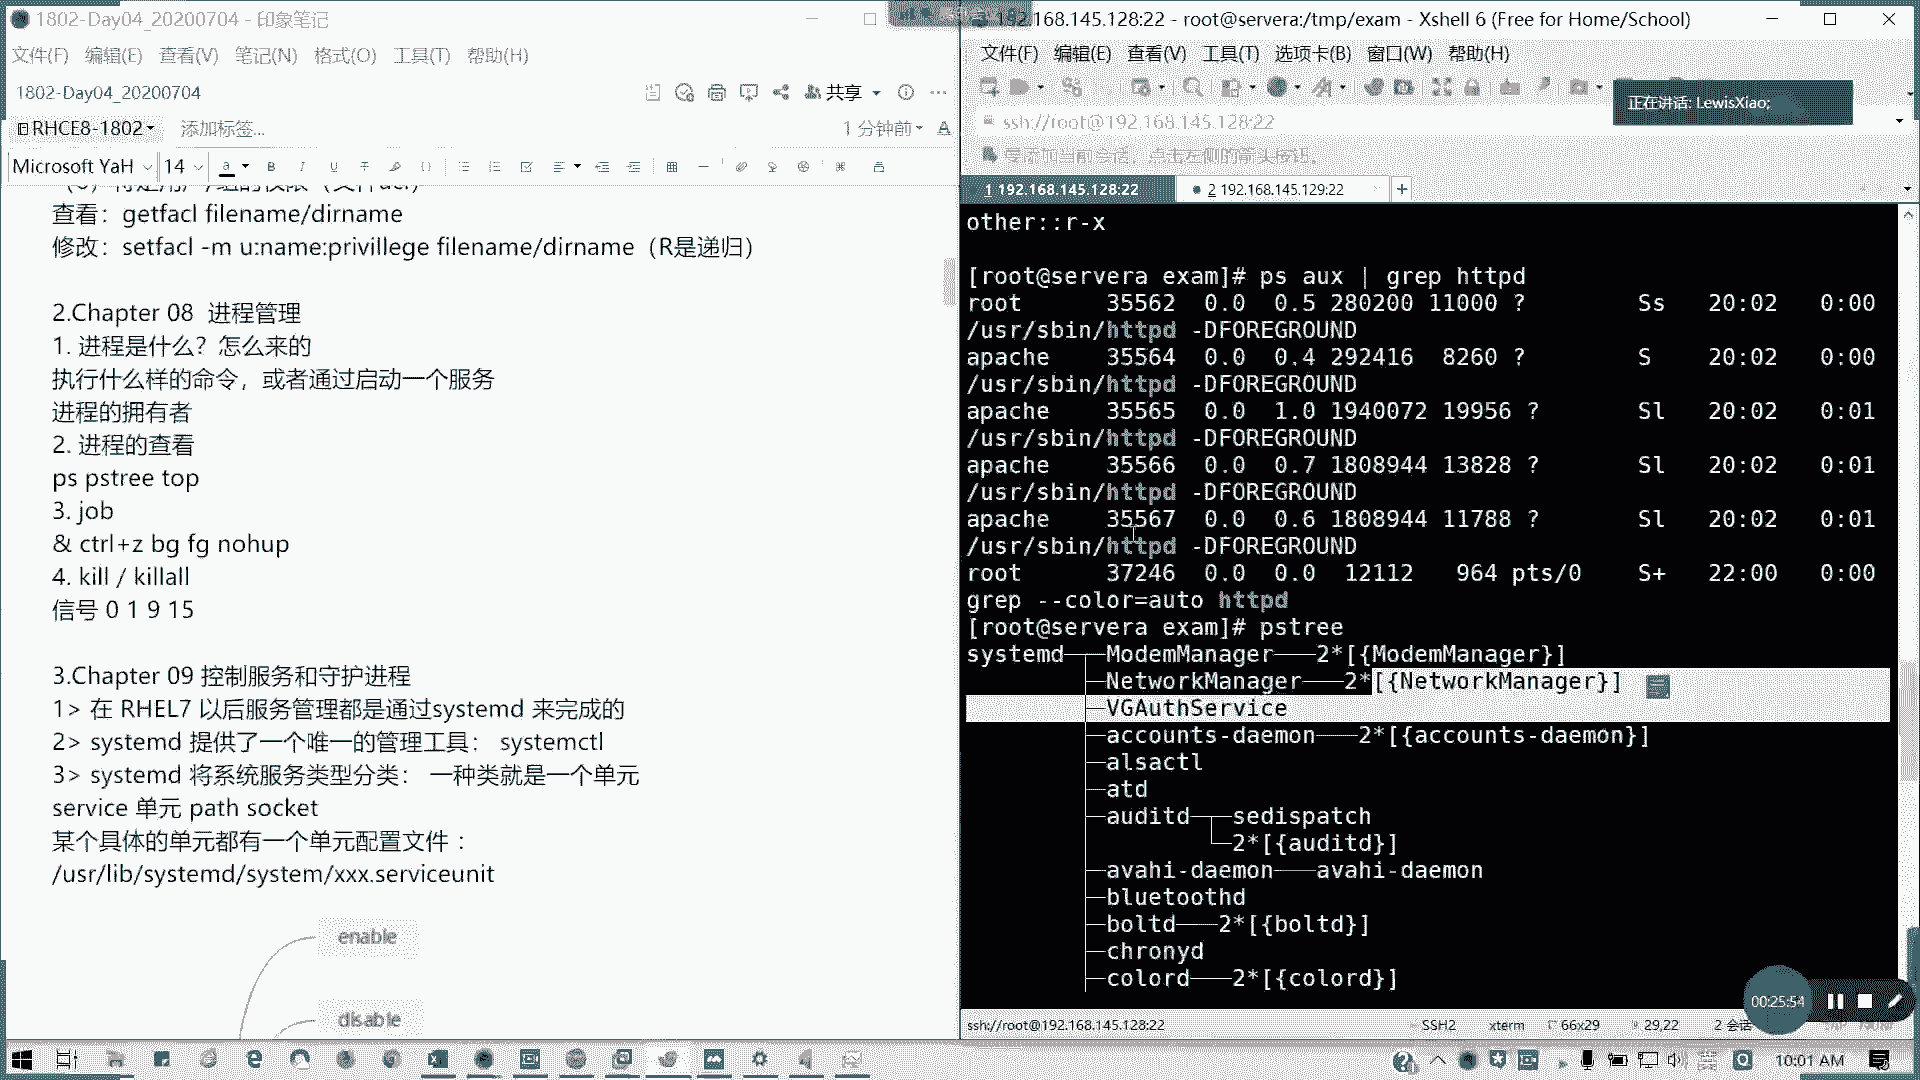 1802-Day04_20200704 - 印象笔记
文件(F) 编辑(E) 查看(V) 笔记(N) 格式(O) 工具(T) 帮助(H)
1802-Day04_20200704
共享
RHCE8-1802
添加标签...
1 分钟前
Microsoft YaH 14
查看：getfacl filename/dirname
修改：setfacl -m u:name:privillege filename/dirname（R是递归）
2.Chapter 08 进程管理
1. 进程是什么？怎么来的
执行什么样的命令，或者通过启动一个服务
进程的拥有者
2. 进程的查看
ps pstree top
3. job
& ctrl+z bg fg nohup
4. kill / killall
信号 0 1 9 15
3.Chapter 09 控制服务和守护进程
1> 在 RHEL7 以后服务管理都是通过systemd 来完成的
2> systemd 提供了一个唯一的管理工具： systemctl
3> systemd 将系统服务类型分类： 一种类就是一个单元
service 单元 path socket
某个具体的单元都有一个单元配置文件：
/usr/lib/systemd/system/xxx.serviceunit
enable
disable
192.168.145.128:22 - root@servera:/tmp/exam - Xshell 6 (Free for Home/School)
文件(F) 编辑(E) 查看(V) 工具(T) 选项卡(B) 窗口(W) 帮助(H)
正在讲话: LewisXiao;
ssh://root@192.168.145.128:22
要添加当前会话，点击左侧的箭头按钮。
1 192.168.145.128:22
2 192.168.145.129:22
other::r-x
[root@servera exam]# ps aux | grep httpd
root 35562 0.0 0.5 280200 11000 ? Ss 20:02 0:00
/usr/sbin/httpd -DFOREGROUND
apache 35564 0.0 0.4 292416 8260 ? S 20:02 0:00
/usr/sbin/httpd -DFOREGROUND
apache 35565 0.0 1.0 1940072 19956 ? Sl 20:02 0:01
/usr/sbin/httpd -DFOREGROUND
apache 35566 0.0 0.7 1808944 13828 ? Sl 20:02 0:01
/usr/sbin/httpd -DFOREGROUND
apache 35567 0.0 0.6 1808944 11788 ? Sl 20:02 0:01
/usr/sbin/httpd -DFOREGROUND
root 37246 0.0 0.0 12112 964 pts/0 S+ 22:00 0:00
grep --color=auto httpd
[root@servera exam]# pstree
systemd─┬─ModemManager───2*[{ModemManager}]
├─NetworkManager───2*[{NetworkManager}]
├─VGAuthService
├─accounts-daemon───2*[{accounts-daemon}]
├─alsactl
├─atd
├─auditd─┬─sedispatch
└─2*[{auditd}]
├─avahi-daemon───avahi-daemon
├─bluetoothd
├─boltd───2*[{boltd}]
├─chronyd
├─colord───2*[{colord}]
00:25:54
ssh://root@192.168.145.128:22 SSH2 xterm 66x29 29,22 2 会话
10:01 AM